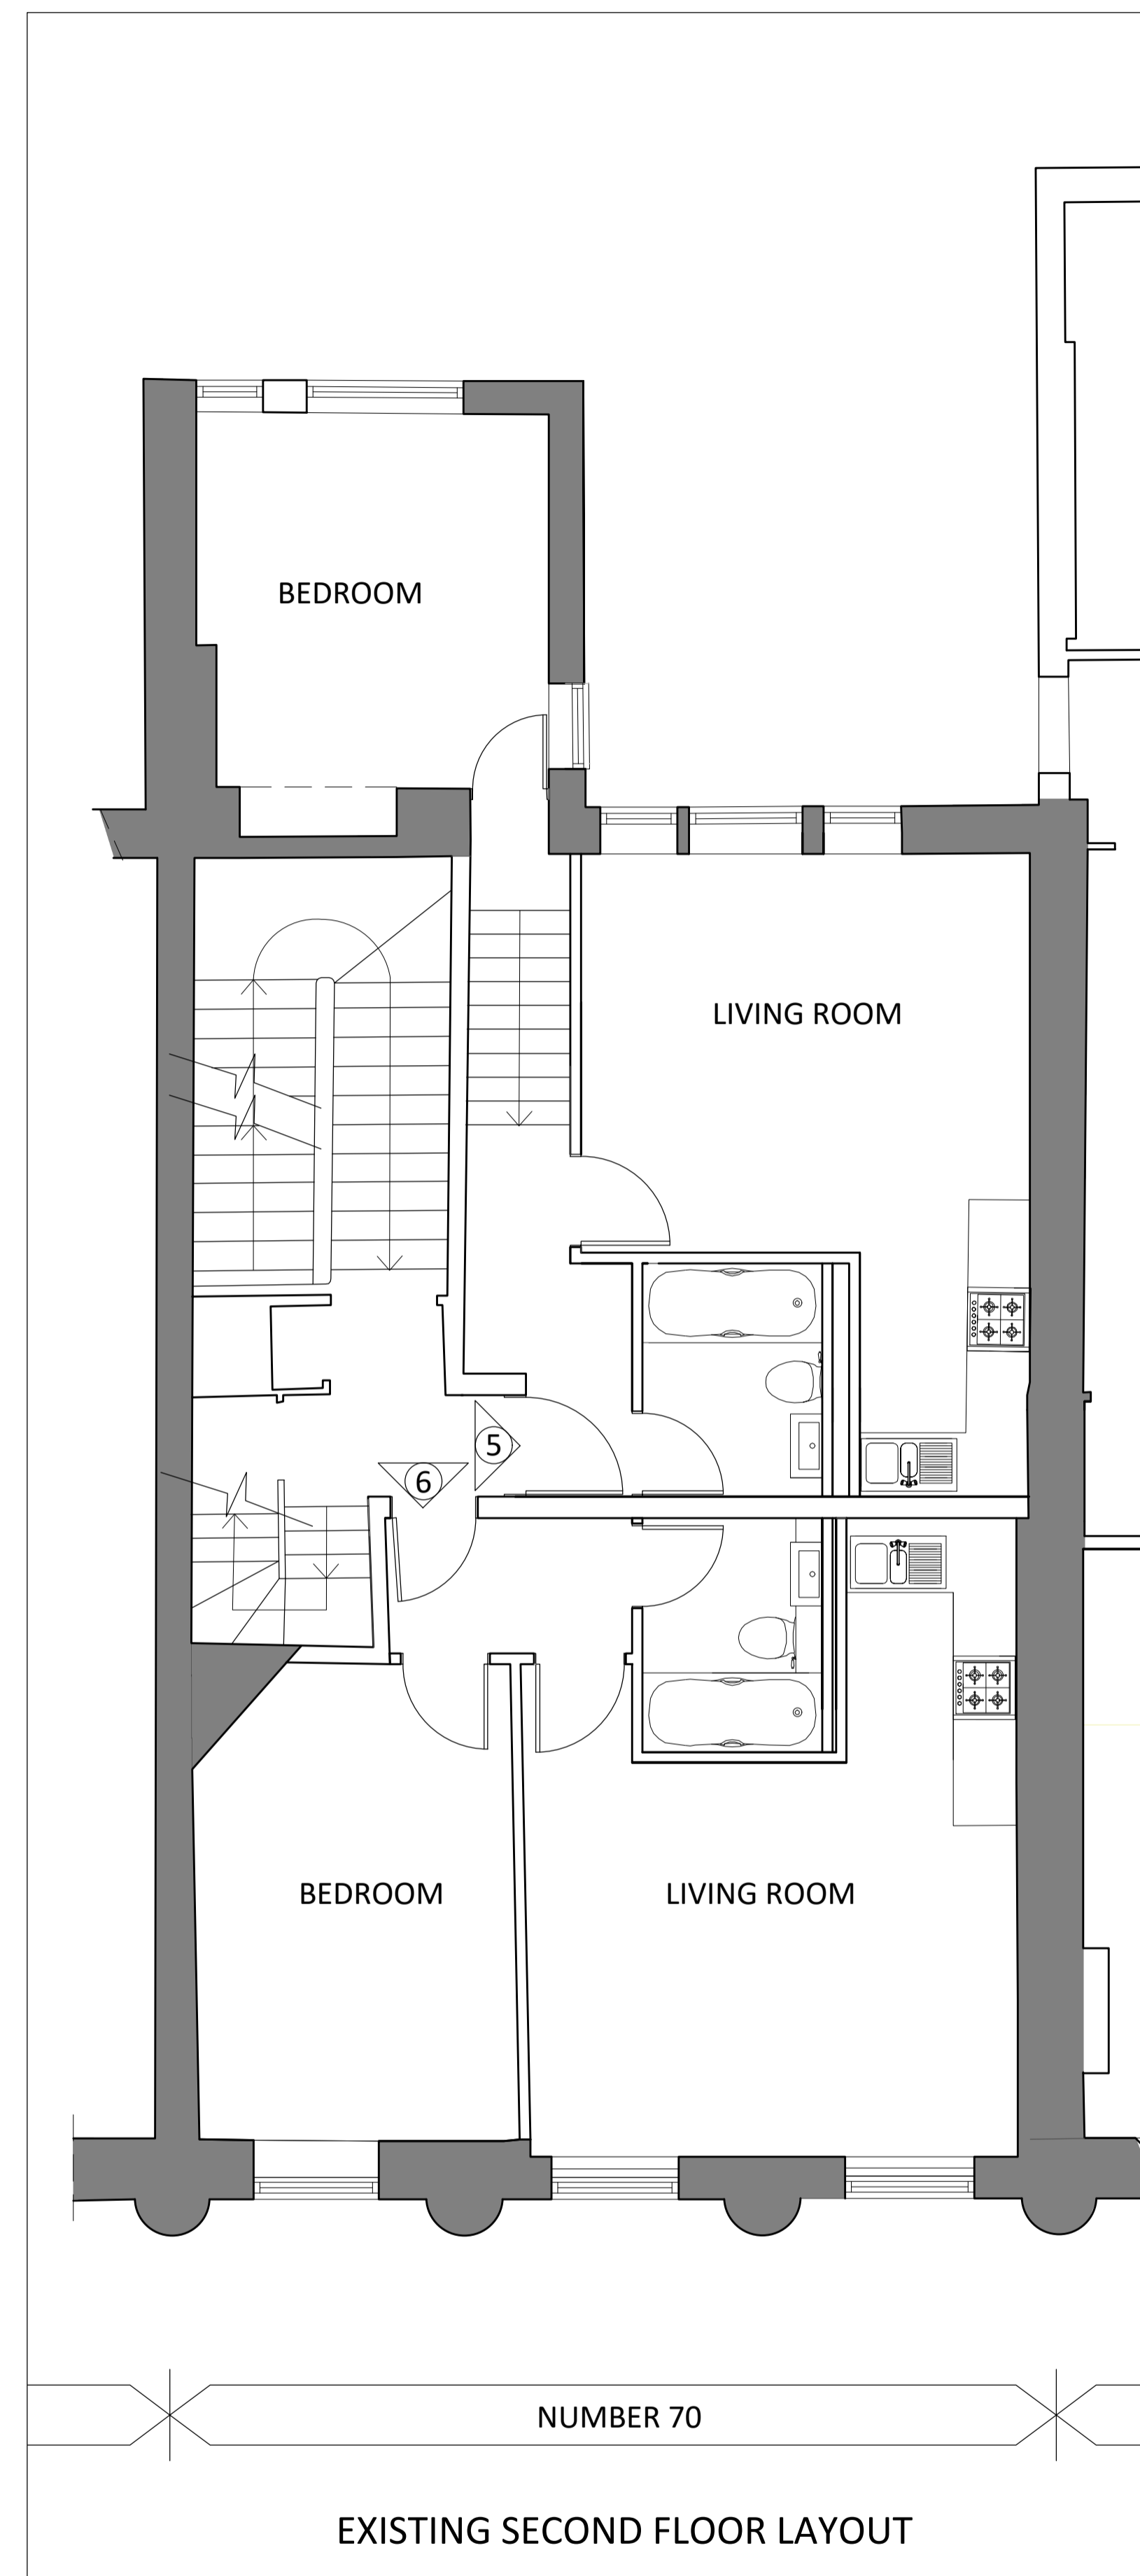 BEDROOM
LIVING ROOM
5
6
BEDROOM
LIVING ROOM
NUMBER 70
EXISTING SECOND FLOOR LAYOUT